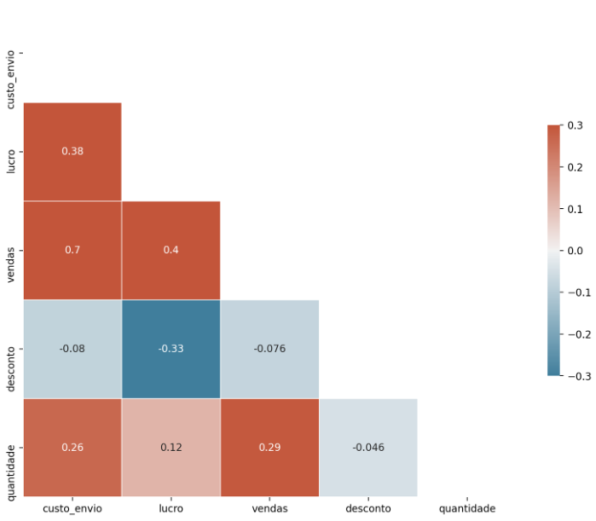 custo_envio
lucro
0.38
vendas
0.7 0.4
desconto
-0.08 -0.33 -0.076
quantidade
0.26 0.12 0.29 -0.046
custo_envio lucro vendas desconto quantidade
0.3
0.2
0.1
0.0
−0.1
−0.2
−0.3